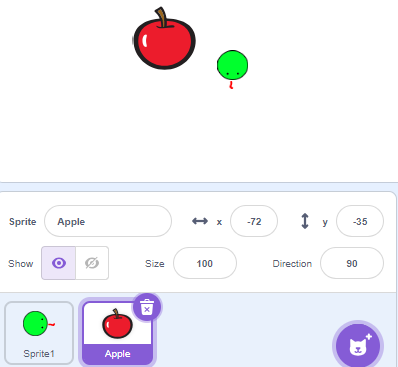 Sprite Apple x -72 y -35
Show Size 100 Direction 90
Sprite1 Apple